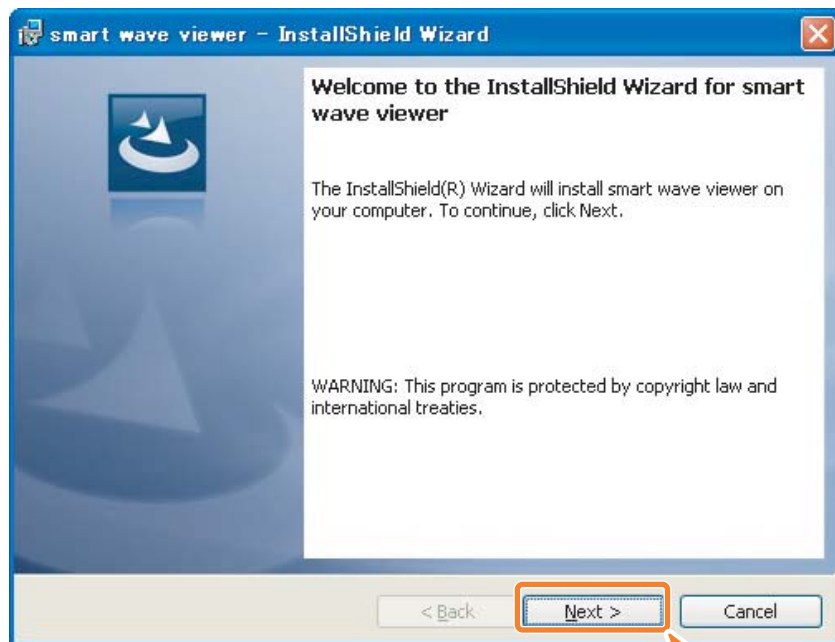 smart wave viewer - InstallShield Wizard
Welcome to the InstallShield Wizard for smart
wave viewer
The InstallShield(R) Wizard will install smart wave viewer on
your computer. To continue, click Next.
WARNING: This program is protected by copyright law and
international treaties.
< Back Next > Cancel